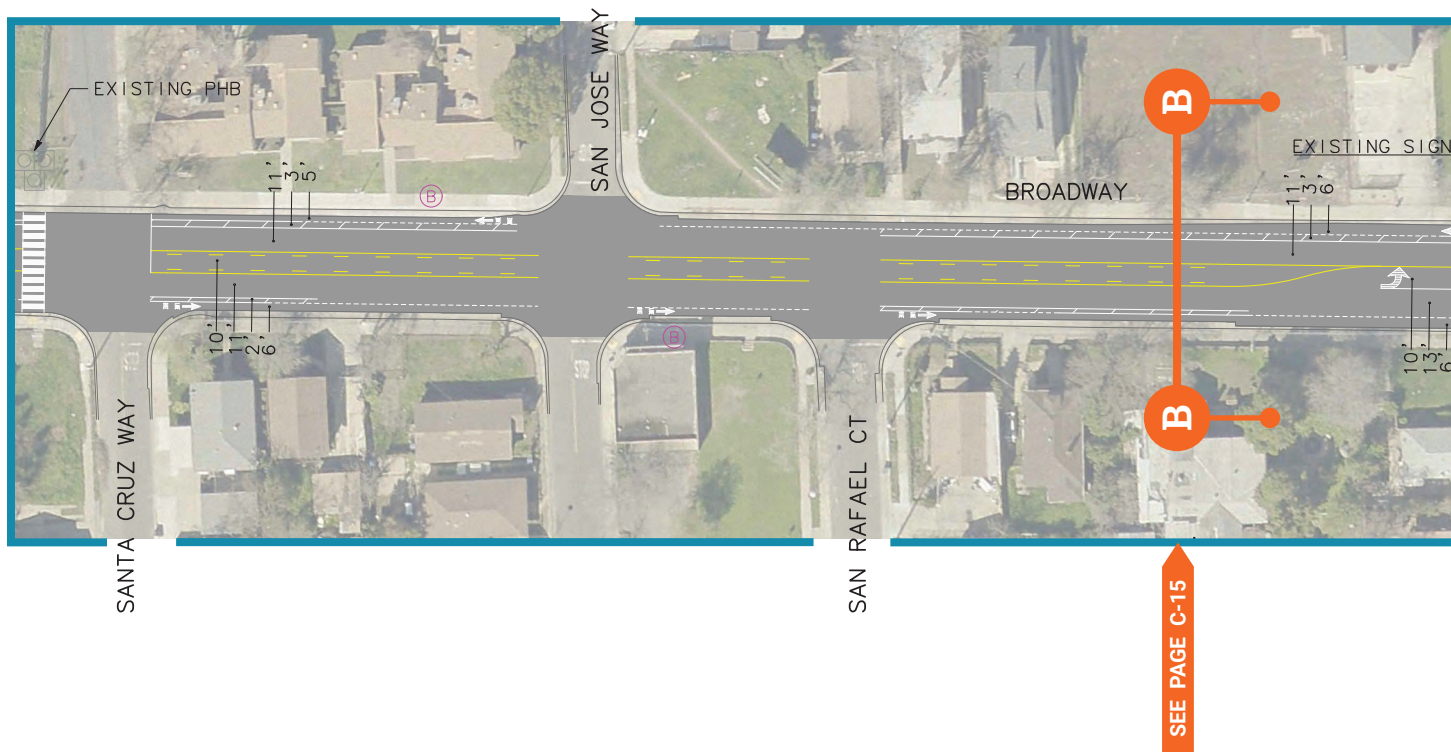 EXISTING PHB
SAN JOSE WAY
B
EXISTING SIGN
BROADWAY
11'
3'
5'
B
11'
3'
6'
10'
11'
2'
6'
B
10'
13'
6'
B
SANTA CRUZ WAY
SAN RAFAEL CT
SEE PAGE C-15